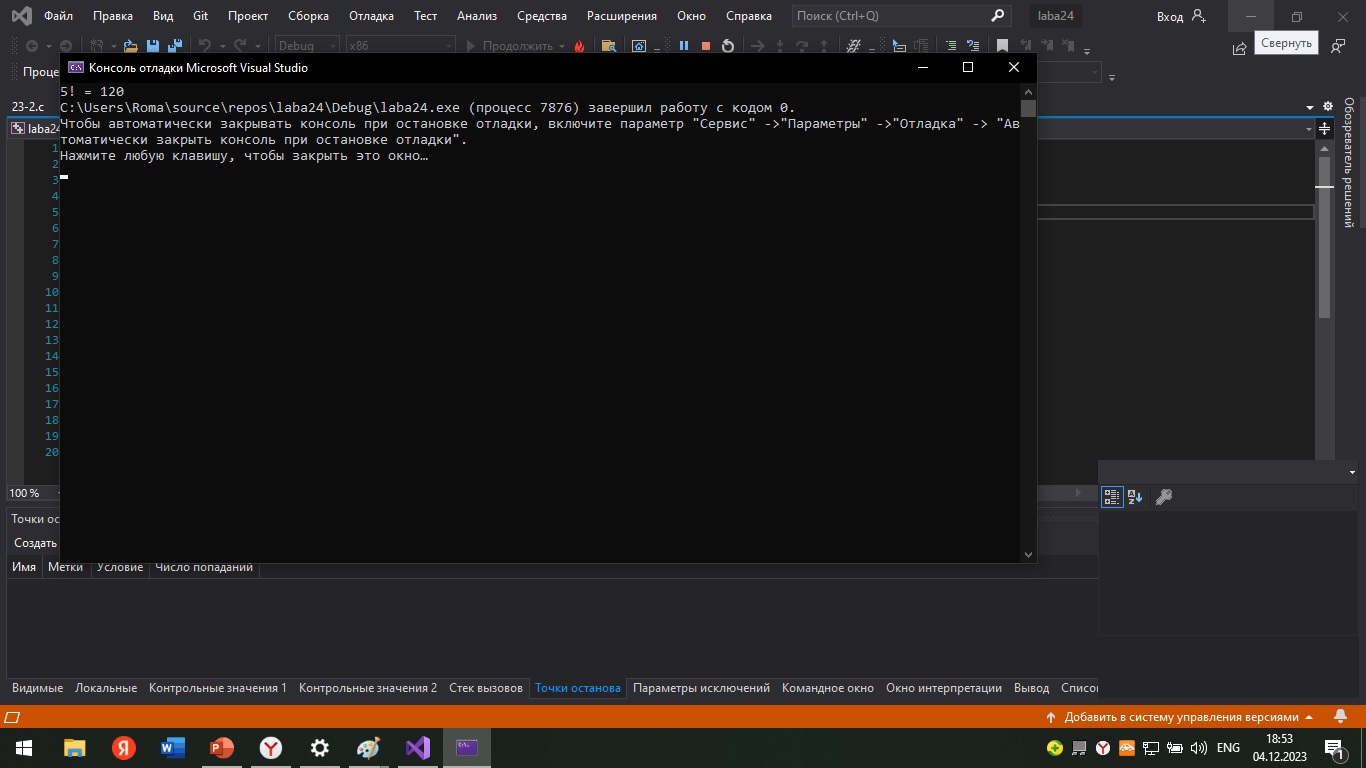 Файл Правка Вид Git Проект Сборка Отладка Тест Анализ Средства Расширения Окно Справка Поиск (Ctrl+Q) laba24 Вход
Debug x86 Продолжить Свернуть
Проце
Консоль отладки Microsoft Visual Studio
23-2.c
laba24
5! = 120
C:\Users\Roma\source\repos\laba24\Debug\laba24.exe (процесс 7876) завершил работу с кодом 0.
Чтобы автоматически закрывать консоль при остановке отладки, включите параметр "Сервис" ->"Параметры" ->"Отладка" -> "Ав
томатически закрыть консоль при остановке отладки".
Нажмите любую клавишу, чтобы закрыть это окно…
1
2
3
4
5
6
7
8
9
10
11
12
13
14
15
16
17
18
19
20
Обозреватель решений
100 %
Точки ос
Создать
Имя Метки Условие Число попаданий
Видимые Локальные Контрольные значения 1 Контрольные значения 2 Стек вызовов Точки останова Параметры исключений Командное окно Окно интерпретации Вывод Список
Добавить в систему управления версиями
ENG
18:53
04.12.2023
1